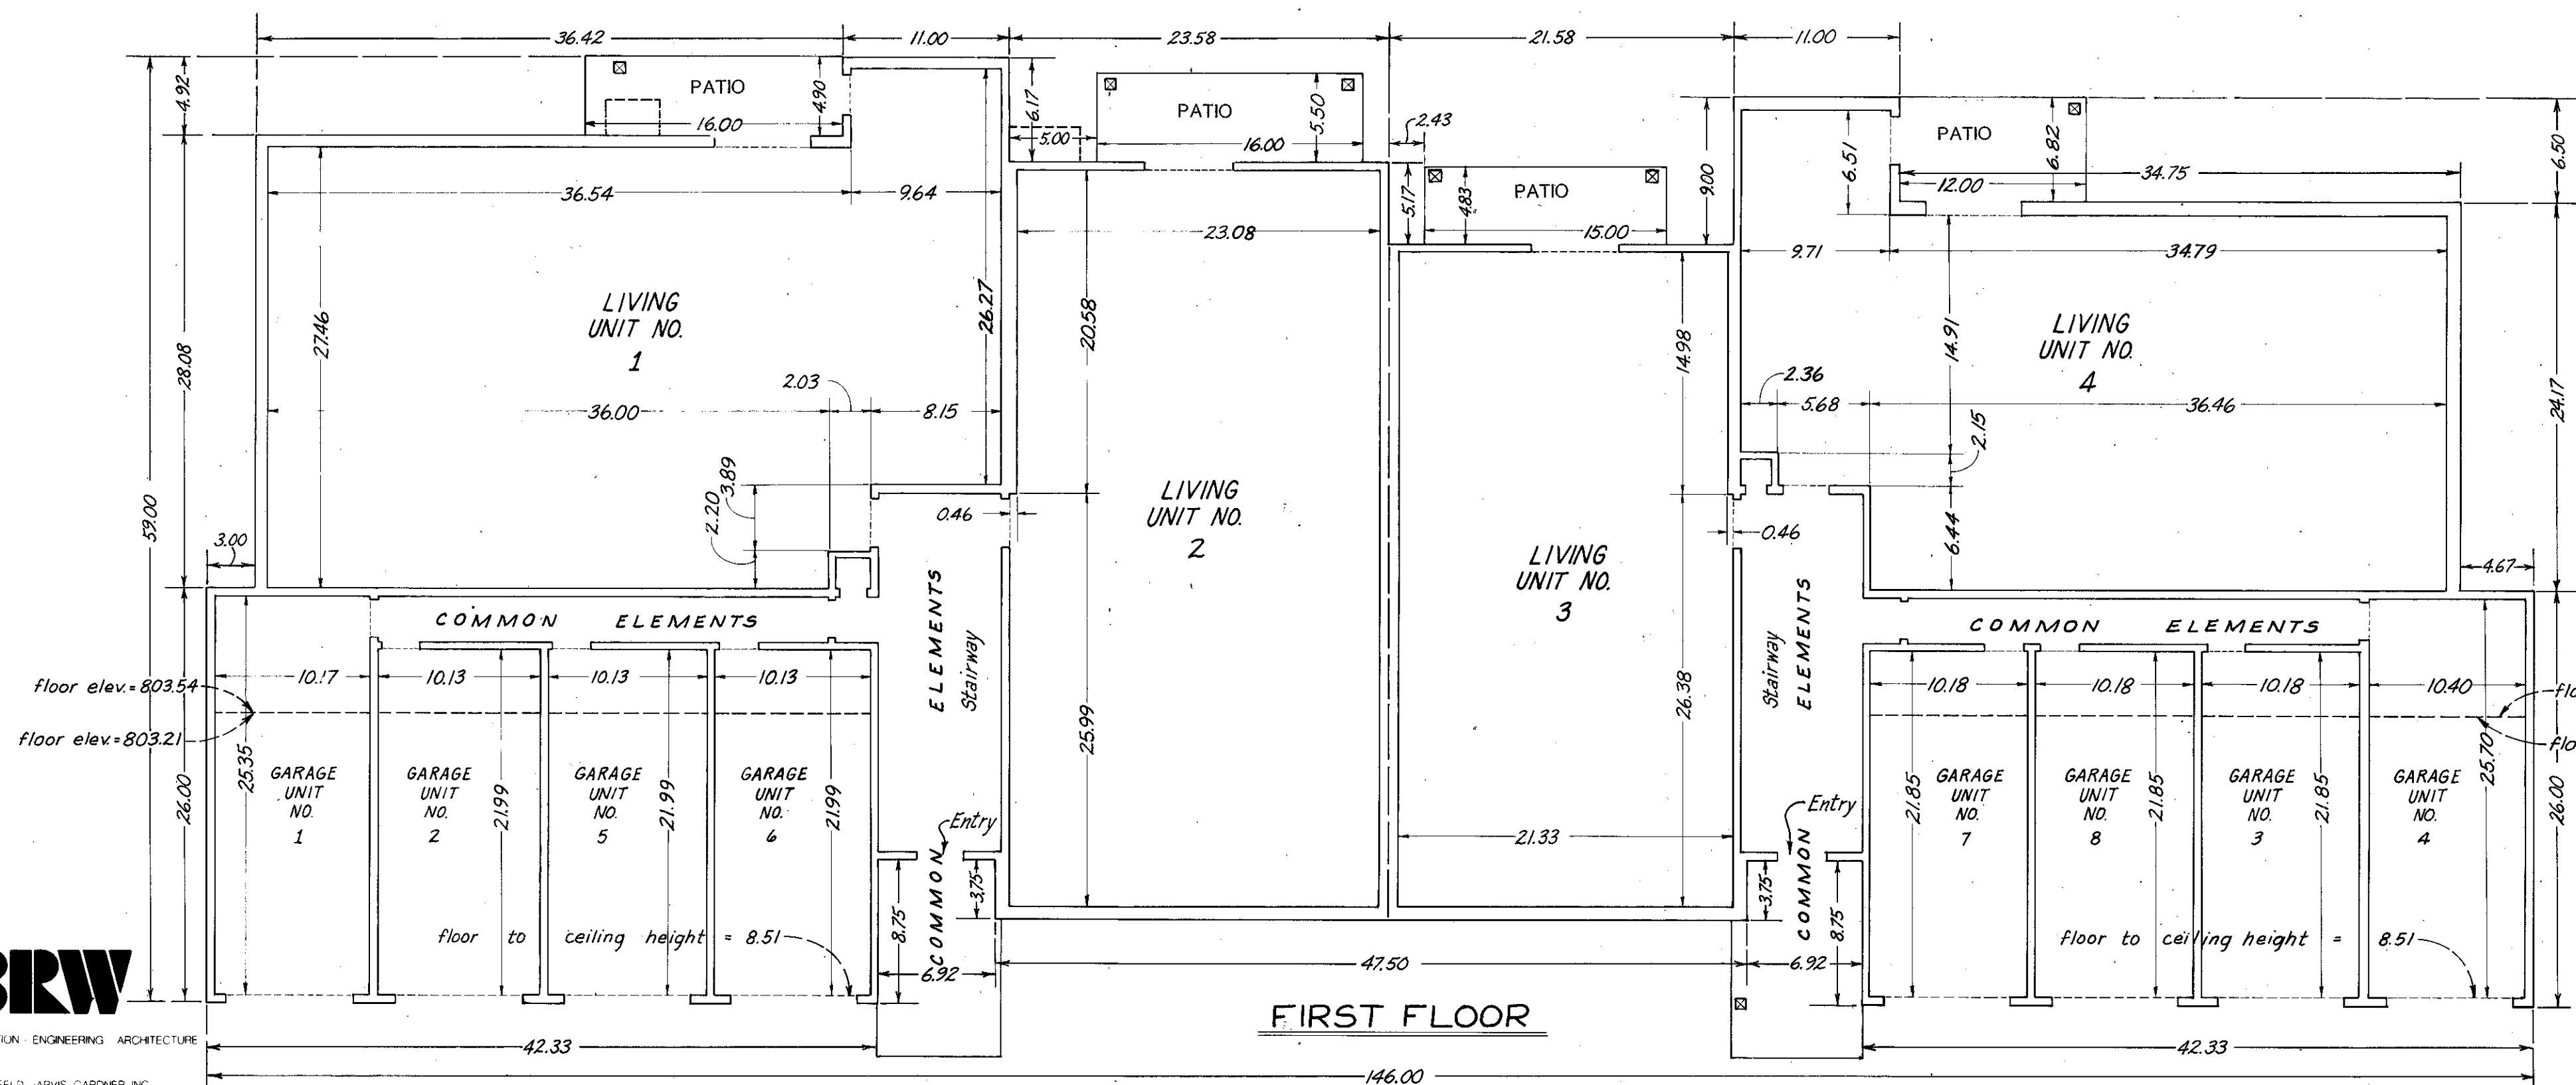 36.42
11.00
23.58
21.58
11.00
4.92
PATIO
4.90
16.00
6.17
5.00
PATIO
5.50
16.00
2.43
PATIO
5.17
4.83
15.00
9.00
6.51
PATIO
6.82
12.00
34.75
6.50
36.54
9.64
23.08
9.71
34.79
LIVING
UNIT NO.
1
27.46
26.27
28.08
20.58
14.98
14.91
LIVING
UNIT NO.
4
24.17
2.03
36.00
8.15
2.36
5.68
36.46
2.15
3.89
2.20
0.46
LIVING
UNIT NO.
2
LIVING
UNIT NO.
3
0.46
6.44
59.00
3.00
4.67
COMMON ELEMENTS
ELEMENTS
Stairway
Stairway
ELEMENTS
COMMON ELEMENTS
floor elev.=803.54
floor elev.=803.21
10.17
10.13
10.13
10.13
10.18
10.18
10.18
10.40
flo
flo
25.35
26.00
GARAGE
UNIT
NO.
1
GARAGE
UNIT
NO.
2
21.99
GARAGE
UNIT
NO.
5
21.99
GARAGE
UNIT
NO.
6
21.99
25.99
26.38
21.33
21.85
GARAGE
UNIT
NO.
7
GARAGE
UNIT
NO.
8
21.85
GARAGE
UNIT
NO.
3
21.85
GARAGE
UNIT
NO.
4
25.70
26.00
Entry
Entry
COMMON
3.75
8.75
3.75
COMMON
8.75
floor to ceiling height = 8.51
floor to ceiling height = 8.51
6.92
47.50
6.92
BRW
TION · ENGINEERING ARCHITECTURE
FIRST FLOOR
42.33
42.33
146.00
JARVIS GARDNER INC